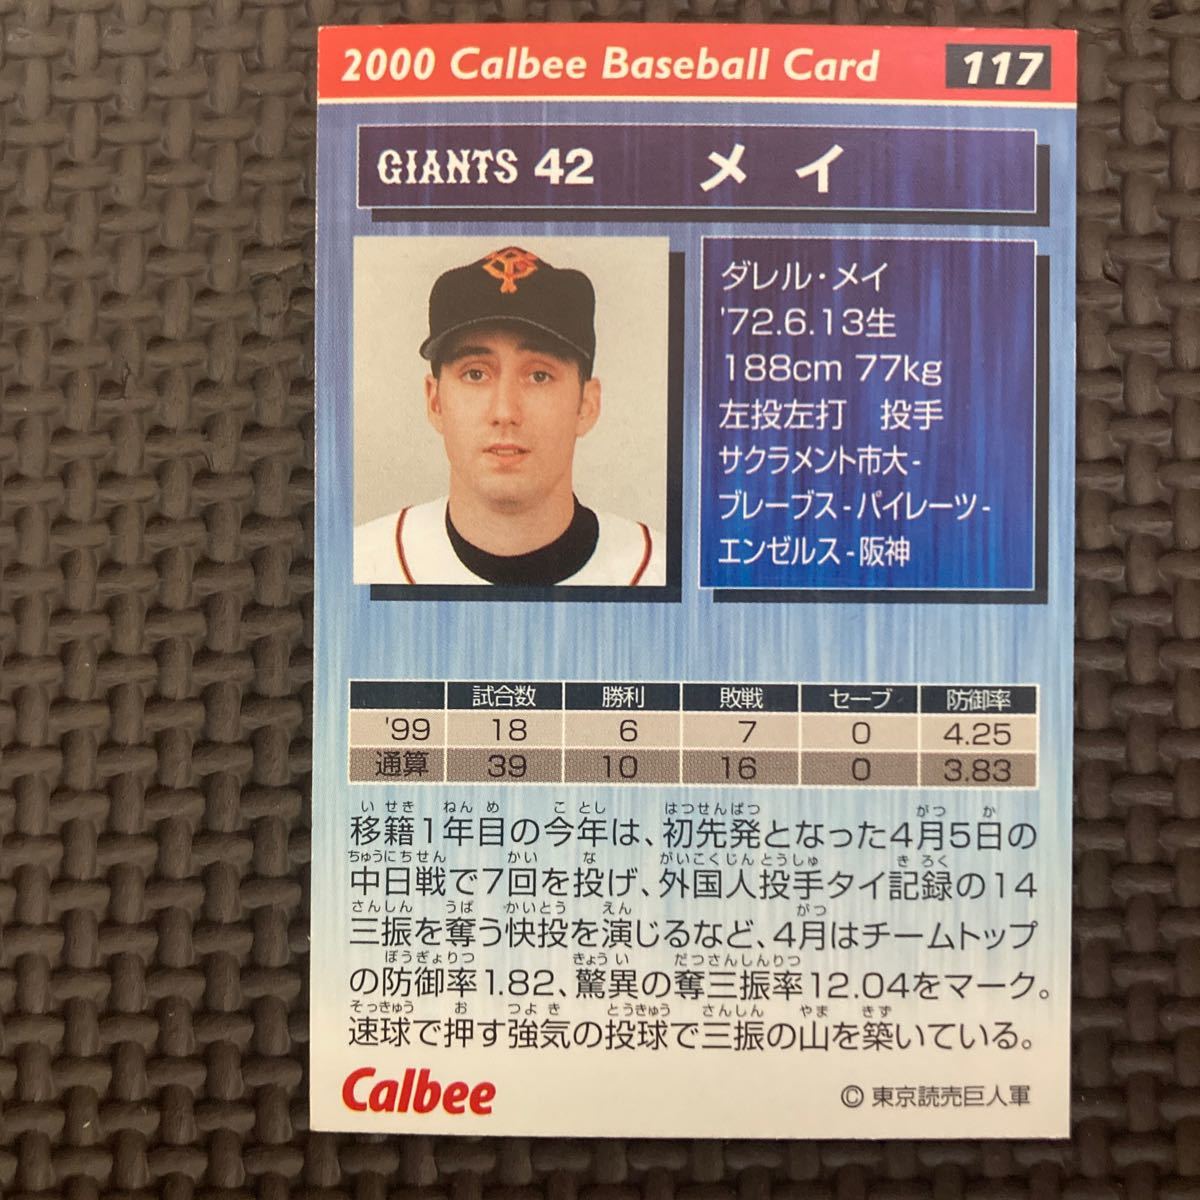 2000 Calbee Baseball Card 117
GIANTS 42 メイ
ダレル・メイ
'72.6.13生
188cm 77kg
左投左打 投手
サクラメント市大-
ブレーブス-パイレーツ-
エンゼルス-阪神
試合数 勝利 敗戦 セーブ 防御率
'99 18 6 7 0 4.25
通算 39 10 16 0 3.83
いせき ねんめ ことし はつせんばつ がつ か
移籍1年目の今年は、初先発となった4月5日の
ちゅうにちせん かい な がいこくじんとうしゅ きろく
中日戦で7回を投げ、外国人投手タイ記録の14
さんしん うば かいとう えん がつ
三振を奪う快投を演じるなど、4月はチームトップ
ぼうぎょりつ きょうい だつさんしんりつ
の防御率1.82、驚異の奪三振率12.04をマーク。
そっきゅう お つよき とうきゅう さんしん やま きず
速球で押す強気の投球で三振の山を築いている。
Calbee
© 東京読売巨人軍